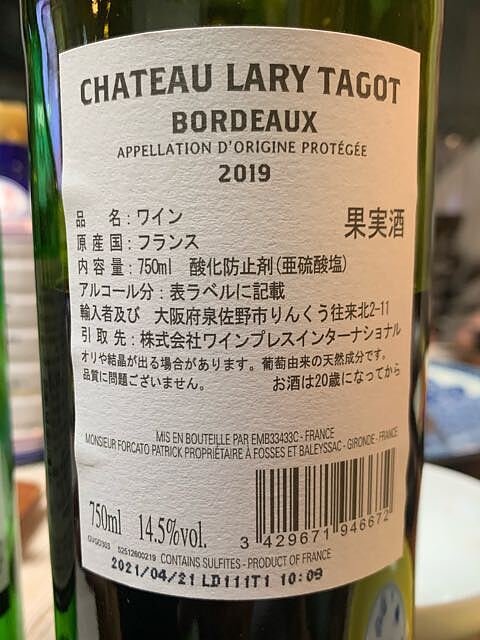 CHATEAU LARY TAGOT
BORDEAUX
APPELLATION D'ORIGINE PROTÉGÉE
2019
品 名：ワイン
果実酒
原産国：フランス
内容量：750ml 酸化防止剤(亜硫酸塩)
アルコール分：表ラベルに記載
輸入者及び 大阪府泉佐野市りんくう往来北2-11
引取先：株式会社ワインプレスインターナショナル
オリや結晶が出る場合があります。葡萄由来の天然成分です。
品質に問題ございません。 お酒は20歳になってから
MIS EN BOUTEILLE PAR EMB33433C - FRANCE
MONSIEUR FORCATO PATRICK PROPRIÉTAIRE À FOSSES ET BALEYSSAC - GIRONDE - FRANCE
750ml 14.5%vol.
3 429671 946672
GUG0303 52512600219 CONTAINS SULFITES - PRODUCT OF FRANCE
2021/04/21 LD111T1 10:09